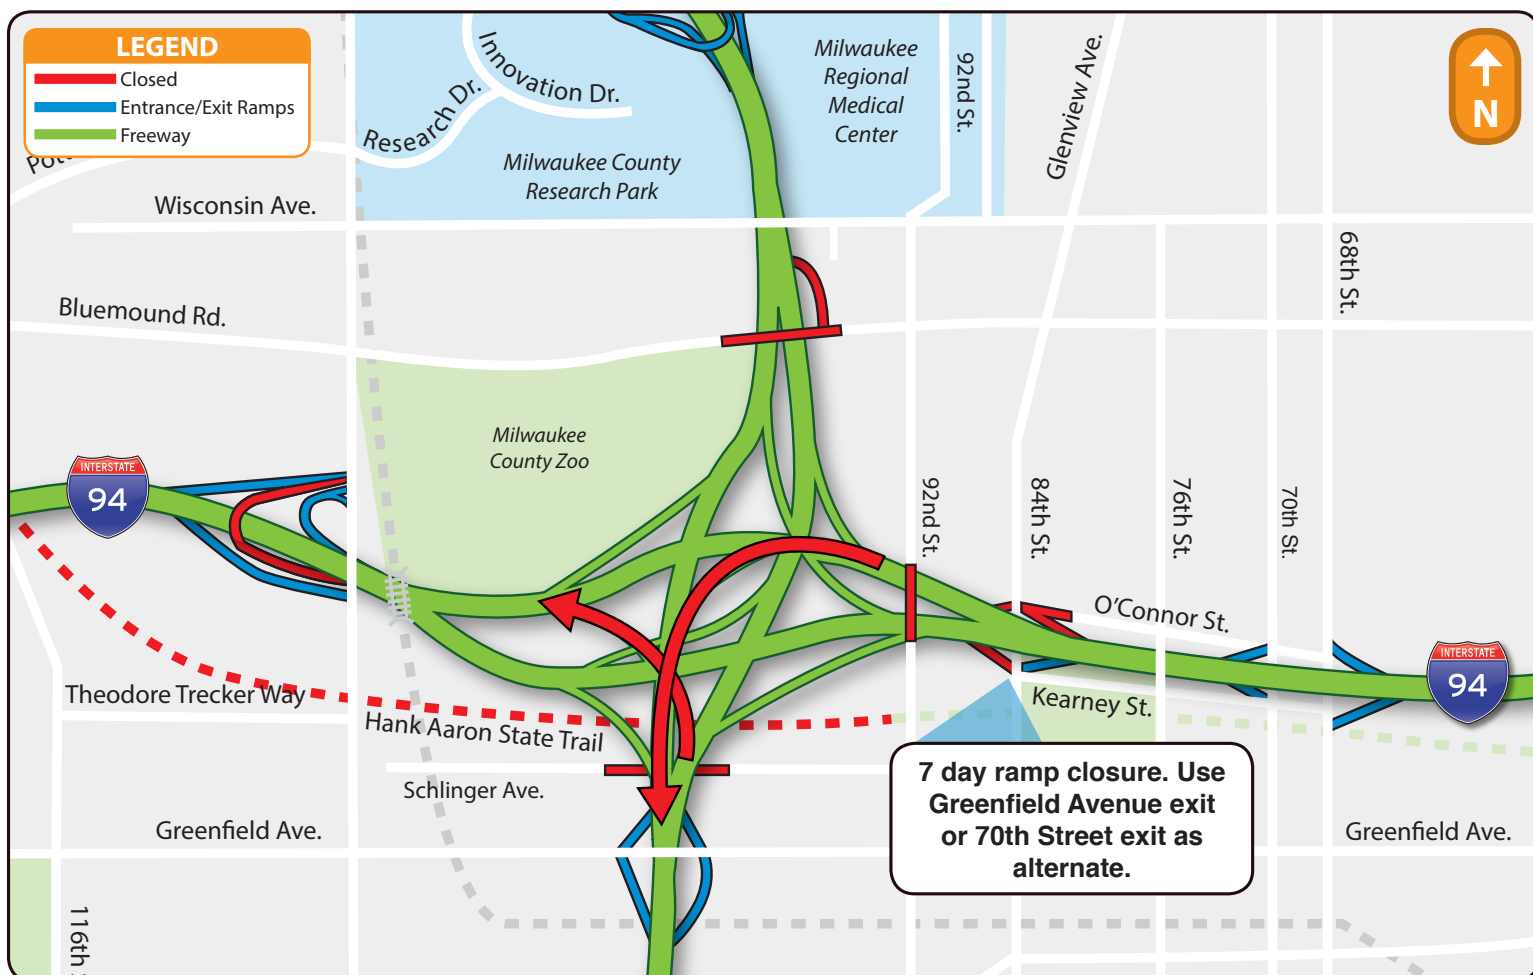 LEGEND
Closed
Entrance/Exit Ramps
Freeway
Innovation Dr.
Research Dr.
Milwaukee County
Research Park
Milwaukee
Regional
Medical
Center
92nd St.
Glenview Ave.
N
Wisconsin Ave.
68th St.
Bluemound Rd.
Milwaukee
County Zoo
INTERSTATE
94
92nd St.
84th St.
76th St.
70th St.
O'Connor St.
INTERSTATE
94
Kearney St.
Theodore Trecker Way
Hank Aaron State Trail
Schlinger Ave.
7 day ramp closure. Use
Greenfield Avenue exit
or 70th Street exit as
alternate.
Greenfield Ave.
Greenfield Ave.
116th